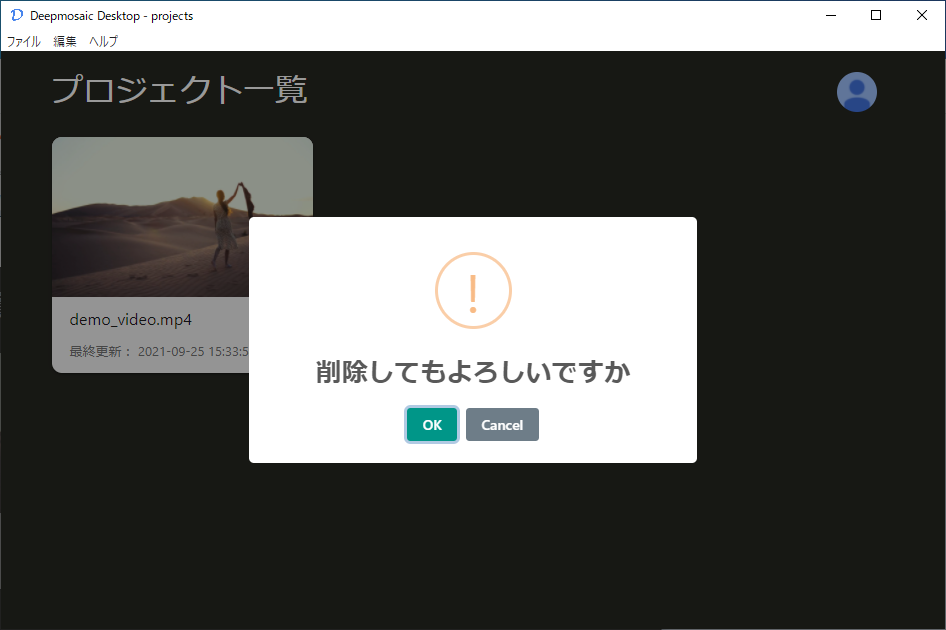 Deepmosaic Desktop - projects
ファイル 編集 ヘルプ
プロジェクト一覧
demo_video.mp4
最終更新： 2021-09-25 15:33:5
削除してもよろしいですか
OK Cancel